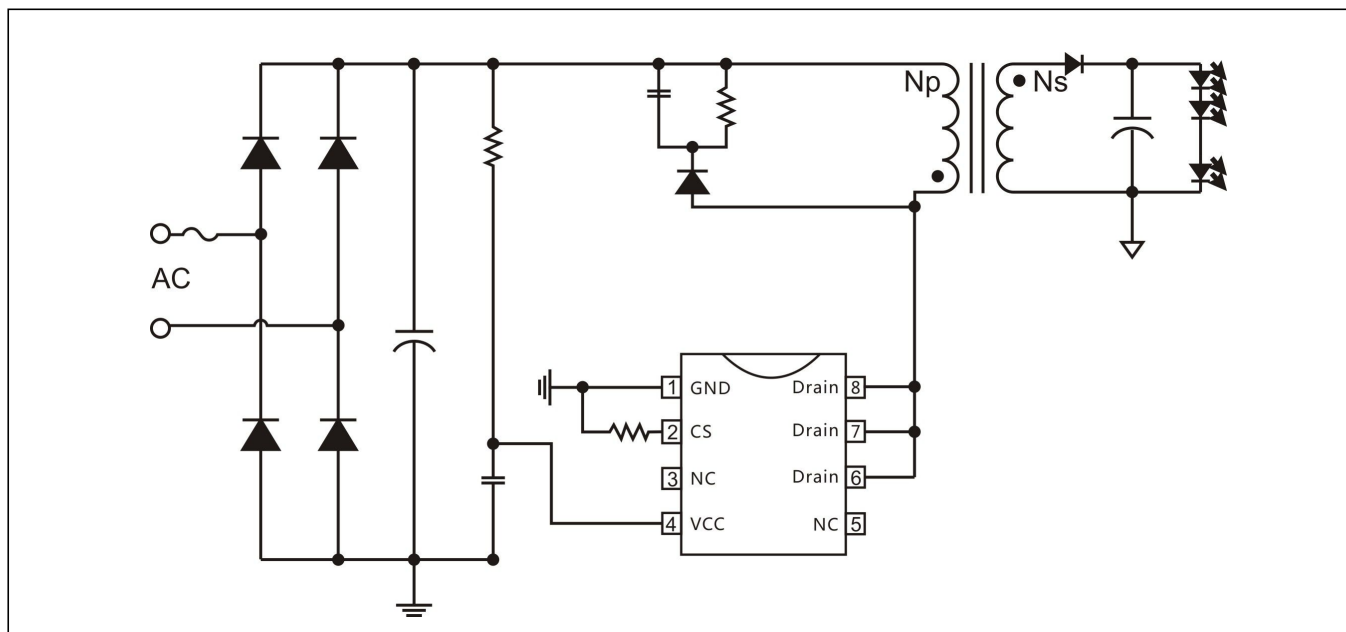 Np
Ns
AC
1 GND
Drain 8
2 CS
Drain 7
3 NC
Drain 6
4 VCC
NC 5